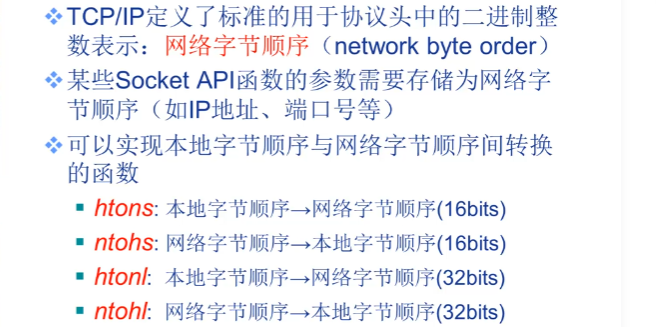 TCP/IP定义了标准的用于协议头中的二进制整
数表示：网络字节顺序（network byte order）
某些Socket API函数的参数需要存储为网络字
节顺序（如IP地址、端口号等）
可以实现本地字节顺序与网络字节顺序间转换
的函数
htons: 本地字节顺序→网络字节顺序(16bits)
ntohs: 网络字节顺序→本地字节顺序(16bits)
htonl: 本地字节顺序→网络字节顺序(32bits)
ntohl: 网络字节顺序→本地字节顺序(32bits)